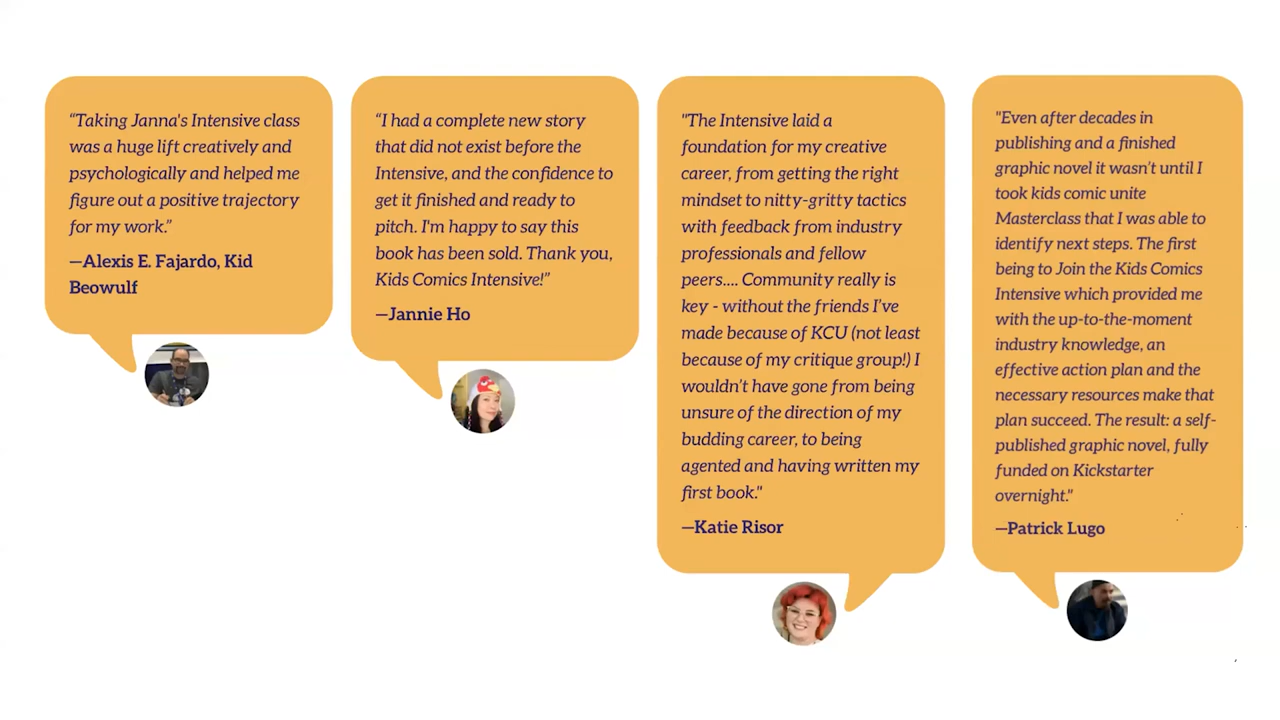 “Taking Janna's Intensive class
was a huge lift creatively and
psychologically and helped me
figure out a positive trajectory
for my work.”
—Alexis E. Fajardo, Kid
Beowulf
“I had a complete new story
that did not exist before the
Intensive, and the confidence to
get it finished and ready to
pitch. I'm happy to say this
book has been sold. Thank you,
Kids Comics Intensive!”
—Jannie Ho
"The Intensive laid a
foundation for my creative
career, from getting the right
mindset to nitty-gritty tactics
with feedback from industry
professionals and fellow
peers.... Community really is
key - without the friends I’ve
made because of KCU (not least
because of my critique group!) I
wouldn’t have gone from being
unsure of the direction of my
budding career, to being
agented and having written my
first book."
—Katie Risor
"Even after decades in
publishing and a finished
graphic novel it wasn’t until I
took kids comic unite
Masterclass that I was able to
identify next steps. The first
being to Join the Kids Comics
Intensive which provided me
with the up-to-the-moment
industry knowledge, an
effective action plan and the
necessary resources make that
plan succeed. The result: a self-
published graphic novel, fully
funded on Kickstarter
overnight."
—Patrick Lugo